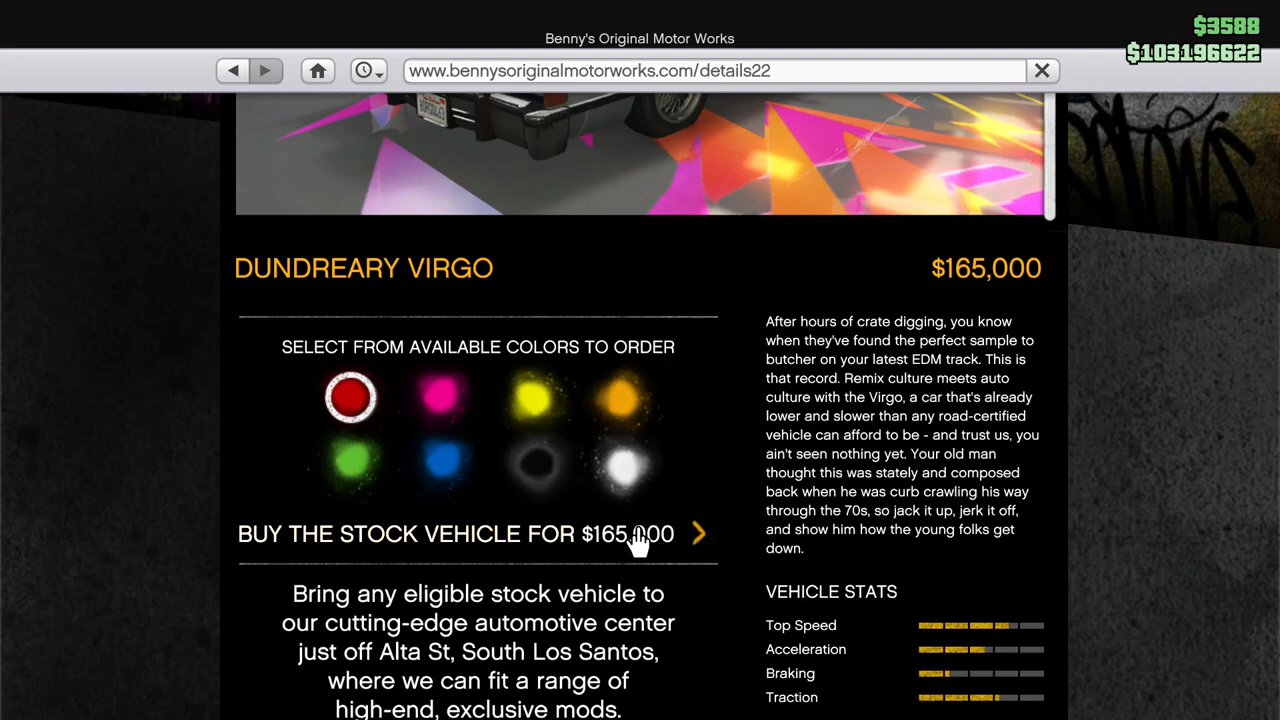 $3588
Benny's Original Motor Works
$103196622
www.bennysoriginalmotorworks.com/details22
DUNDREARY VIRGO
$165,000
SELECT FROM AVAILABLE COLORS TO ORDER
BUY THE STOCK VEHICLE FOR $165,000
Bring any eligible stock vehicle to
our cutting-edge automotive center
just off Alta St, South Los Santos,
where we can fit a range of
high-end, exclusive mods.
After hours of crate digging, you know
when they've found the perfect sample to
butcher on your latest EDM track. This is
that record. Remix culture meets auto
culture with the Virgo, a car that's already
lower and slower than any road-certified
vehicle can afford to be - and trust us, you
ain't seen nothing yet. Your old man
thought this was stately and composed
back when he was curb crawling his way
through the 70s, so jack it up, jerk it off,
and show him how the young folks get
down.
VEHICLE STATS
Top Speed
Acceleration
Braking
Traction